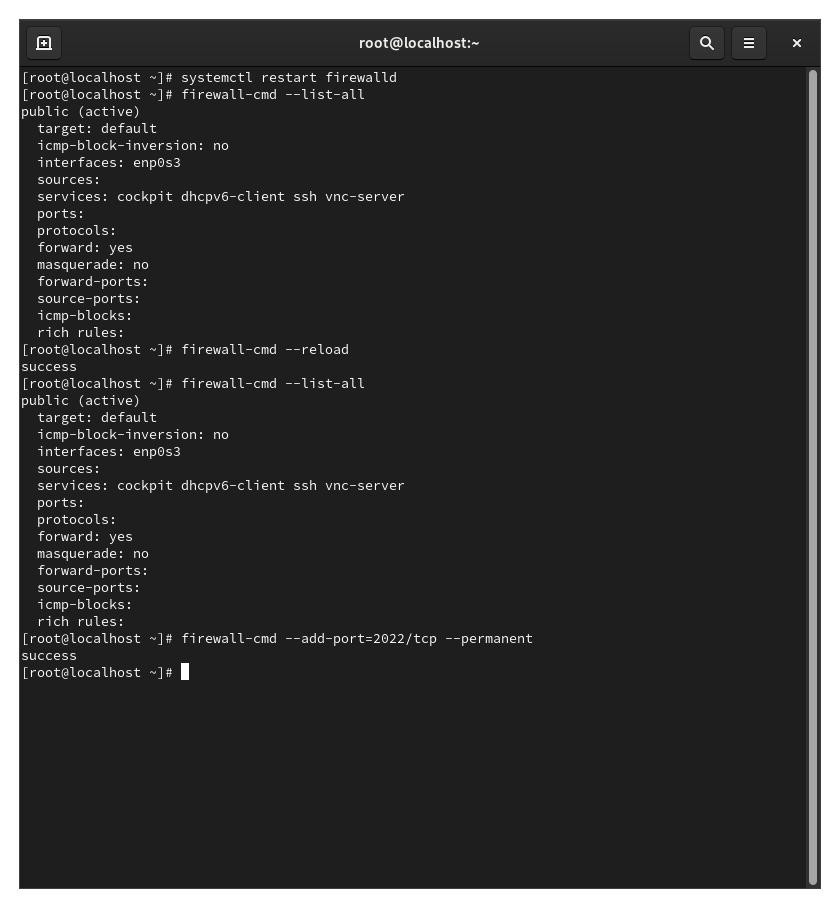 root@localhost:~
[root@localhost ~]# systemctl restart firewalld
[root@localhost ~]# firewall-cmd --list-all
public (active)
  target: default
  icmp-block-inversion: no
  interfaces: enp0s3
  sources:
  services: cockpit dhcpv6-client ssh vnc-server
  ports:
  protocols:
  forward: yes
  masquerade: no
  forward-ports:
  source-ports:
  icmp-blocks:
  rich rules:
[root@localhost ~]# firewall-cmd --reload
success
[root@localhost ~]# firewall-cmd --list-all
public (active)
  target: default
  icmp-block-inversion: no
  interfaces: enp0s3
  sources:
  services: cockpit dhcpv6-client ssh vnc-server
  ports:
  protocols:
  forward: yes
  masquerade: no
  forward-ports:
  source-ports:
  icmp-blocks:
  rich rules:
[root@localhost ~]# firewall-cmd --add-port=2022/tcp --permanent
success
[root@localhost ~]#